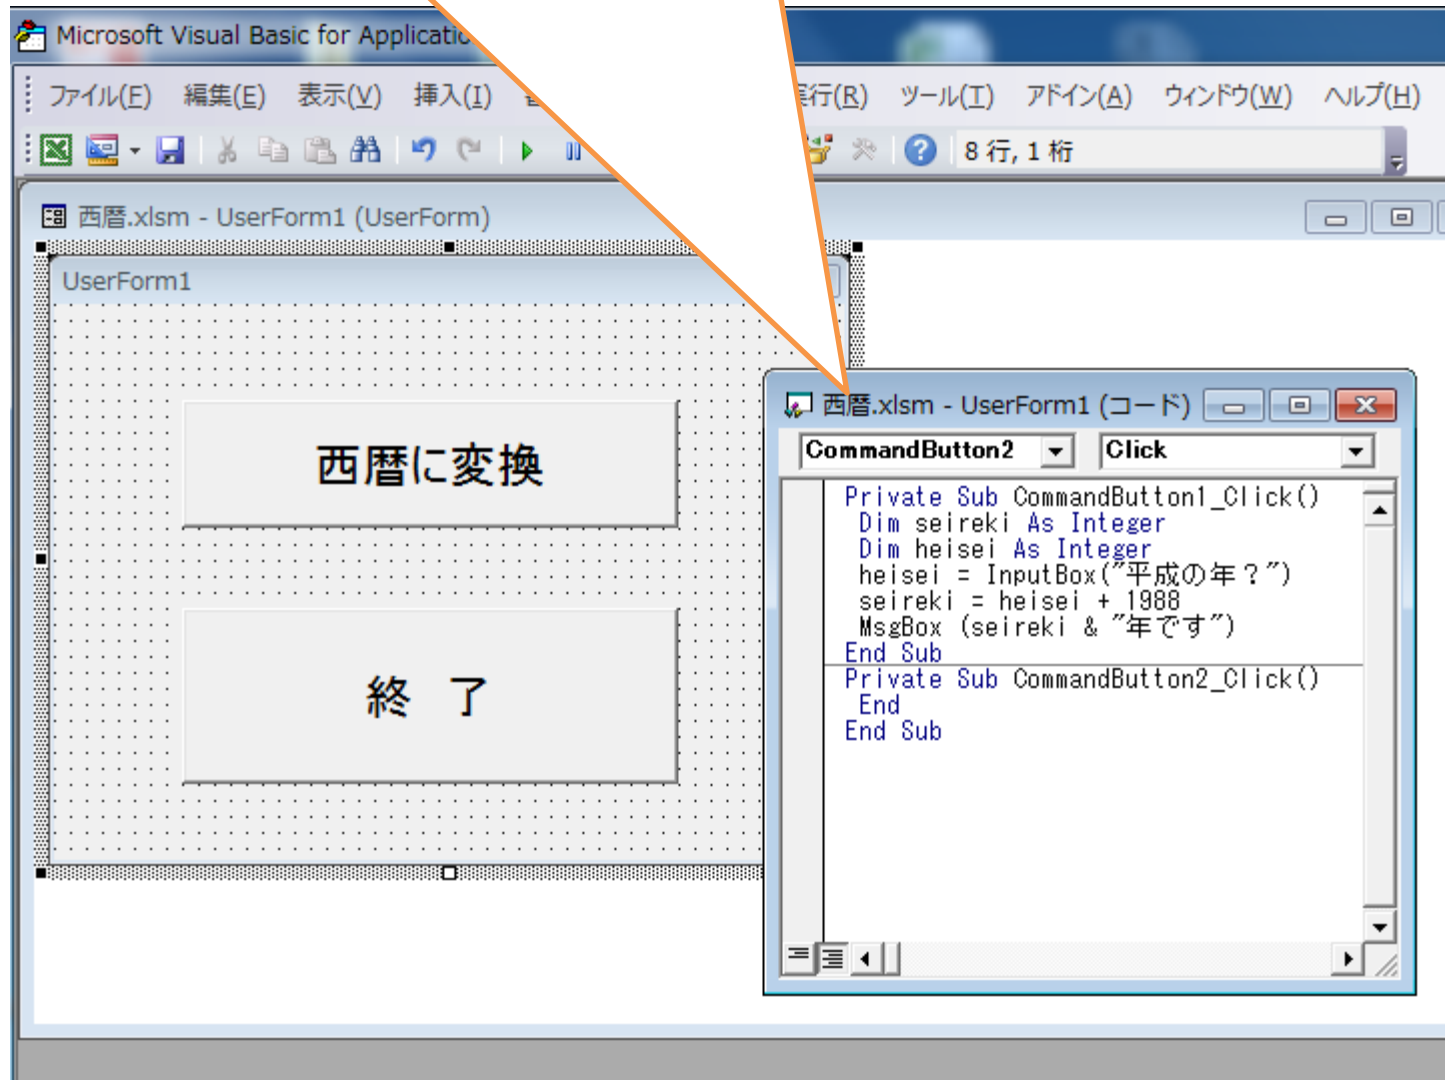 Microsoft Visual Basic for
ファイル(F) 編集(E) 表示(V) 挿入(I) 実行(R) ツール(T) アドイン(A) ウィンドウ(W) ヘルプ(H)
8 行, 1 桁
西暦.xlsm - UserForm1 (UserForm)
UserForm1
西暦に変換
終 了
西暦.xlsm - UserForm1 (コード)
CommandButton2 Click
Private Sub CommandButton1_Click()
Dim seireki As Integer
Dim heisei As Integer
heisei = InputBox("平成の年？")
seireki = heisei + 1988
MsgBox (seireki & "年です")
End Sub
Private Sub CommandButton2_Click()
End
End Sub